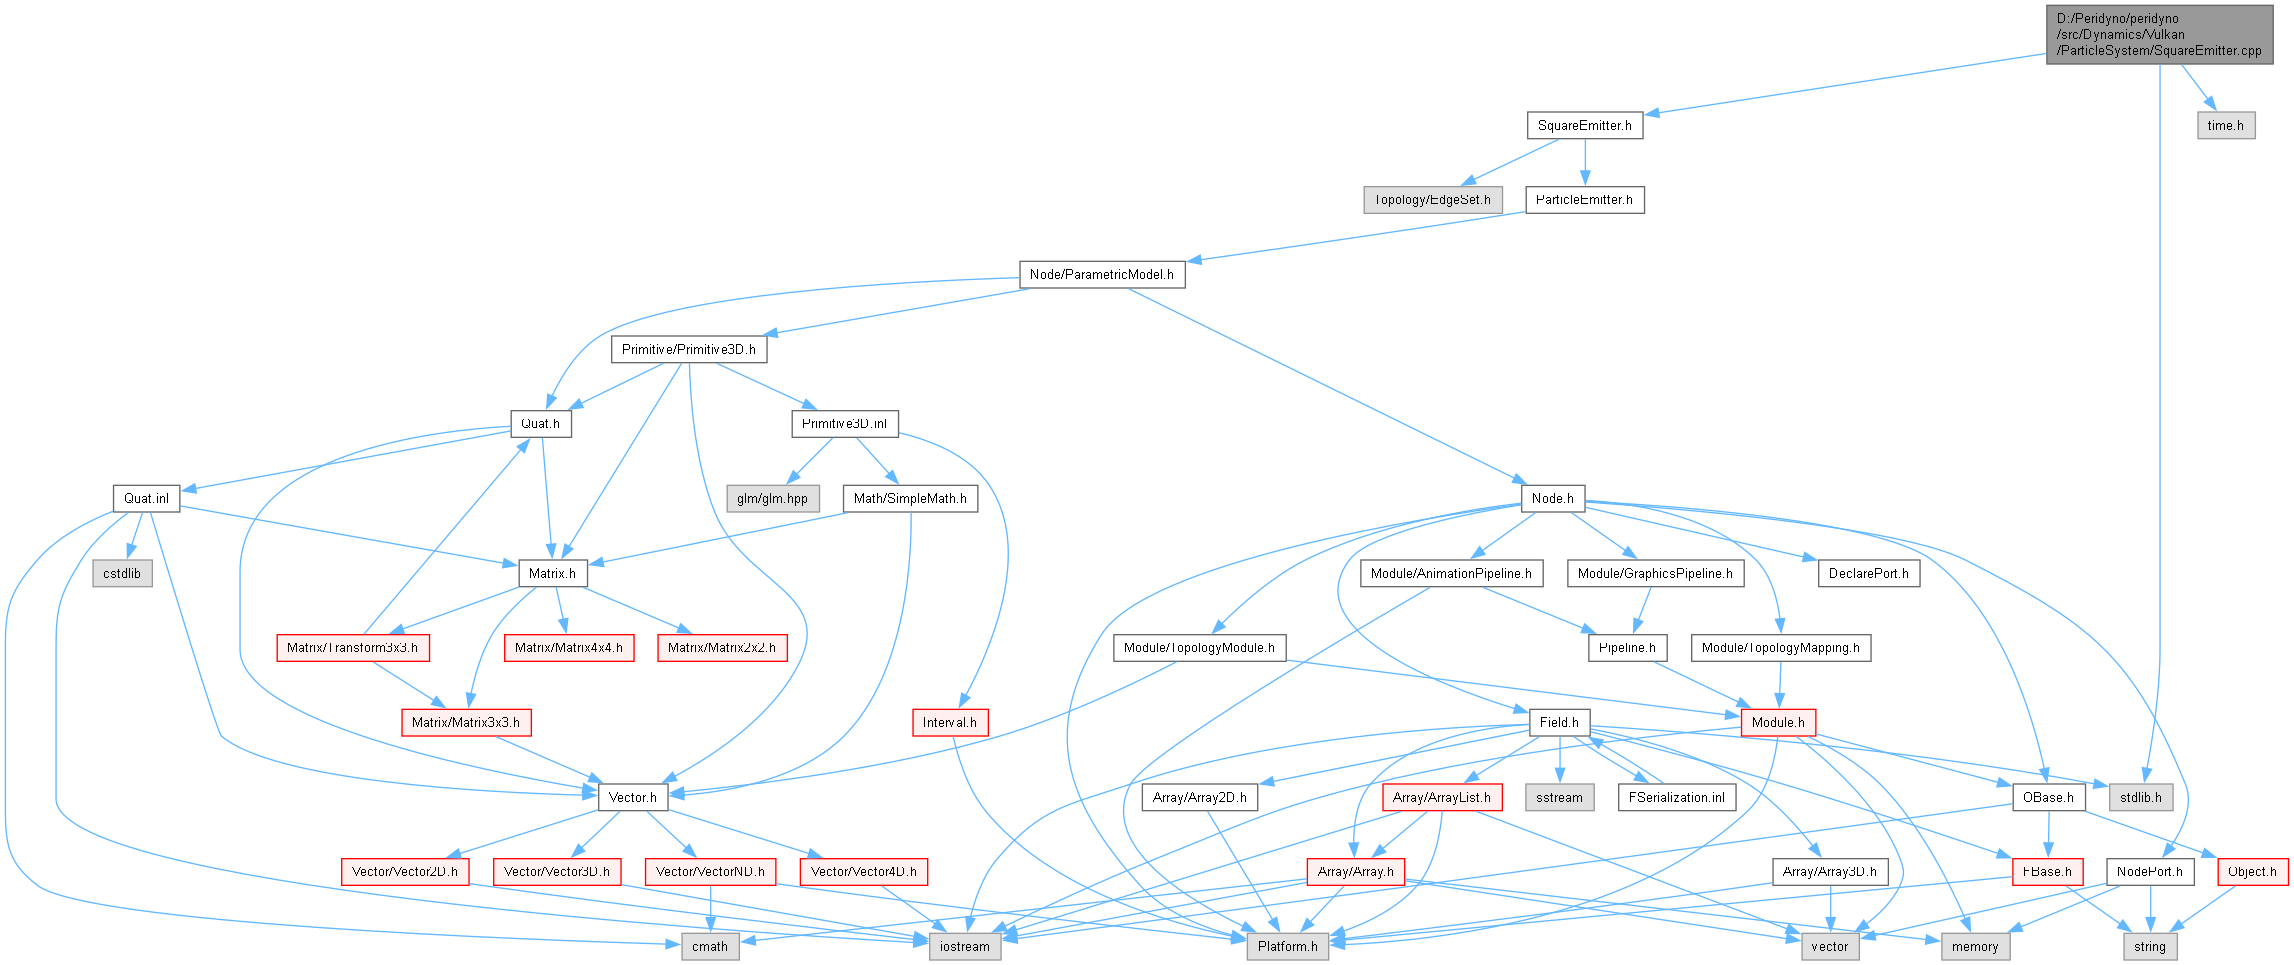 D:/Peridyno/peridyno
/src/Dynamics/Vulkan
/ParticleSystem/SquareEmitter.cpp
SquareEmitter.h
time.h
Topology/EdgeSet.h
ParticleEmitter.h
Node/ParametricModel.h
Primitive/Primitive3D.h
Quat.h
Primitive3D.inl
Quat.inl
glm/glm.hpp
Math/SimpleMath.h
Node.h
cstdlib
Matrix.h
Module/AnimationPipeline.h
Module/GraphicsPipeline.h
DeclarePort.h
Matrix/Transform3x3.h
Matrix/Matrix4x4.h
Matrix/Matrix2x2.h
Module/TopologyModule.h
Pipeline.h
Module/TopologyMapping.h
Matrix/Matrix3x3.h
Interval.h
Field.h
Module.h
Vector.h
Array/Array2D.h
Array/ArrayList.h
sstream
FSerialization.inl
OBase.h
stdlib.h
Vector/Vector2D.h
Vector/Vector3D.h
Vector/VectorND.h
Vector/Vector4D.h
Array/Array.h
Array/Array3D.h
FBase.h
NodePort.h
Object.h
cmath
iostream
Platform.h
vector
memory
string